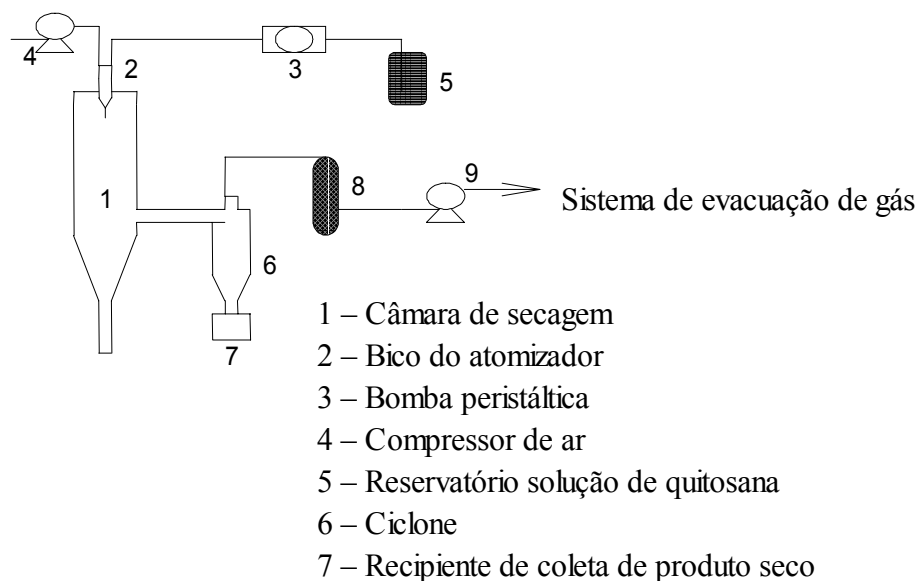 4
2
3
5
1
8
9
Sistema de evacuação de gás
6
7
1 – Câmara de secagem
2 – Bico do atomizador
3 – Bomba peristáltica
4 – Compressor de ar
5 – Reservatório solução de quitosana
6 – Ciclone
7 – Recipiente de coleta de produto seco